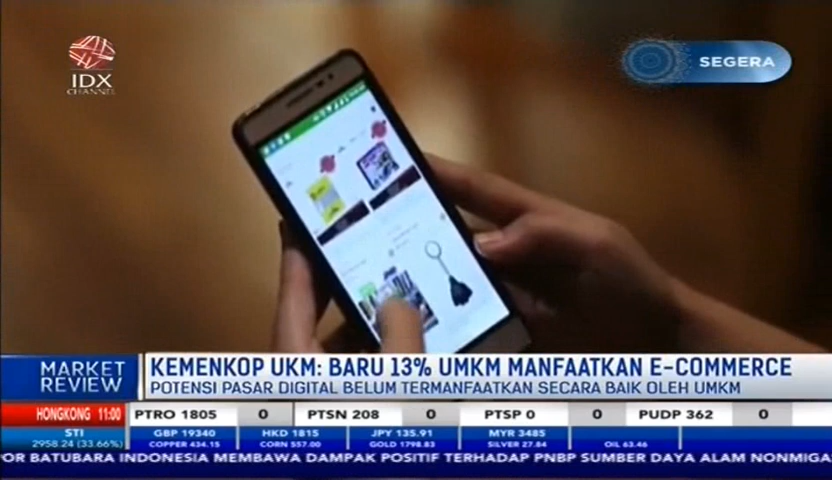 IDX
CHANNEL
SEGERA
MARKET
REVIEW
KEMENKOP UKM: BARU 13% UMKM MANFAATKAN E-COMMERCE
POTENSI PASAR DIGITAL BELUM TERMANFAATKAN SECARA BAIK OLEH UMKM
HONGKONG 11:00 PTRO 1805 0 PTSN 208 0 PTSP 0 0 PUDP 362 0
STI GBP 19340 HKD 1815 JPY 135.91 MYR 3485
2958.24 (33.66%) COPPER 434.15 CORN 557.00 GOLD 1798.83 SILVER 27.84 OIL 63.46
POR BATUBARA INDONESIA MEMBAWA DAMPAK POSITIF TERHADAP PNBP SUMBER DAYA ALAM NONMIGA